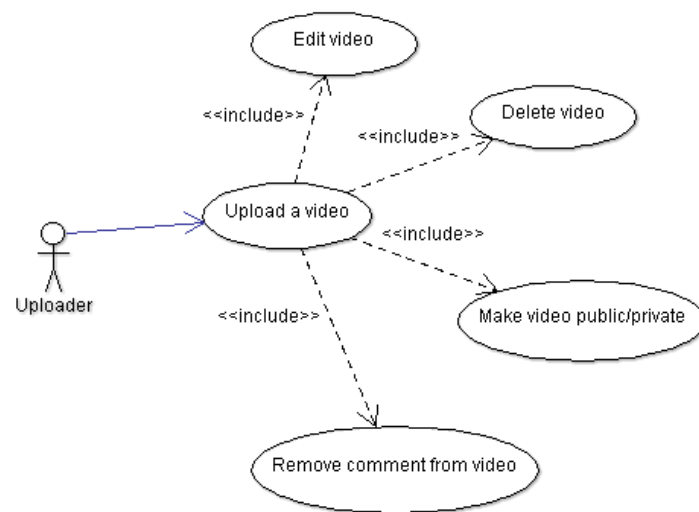 Edit video
<<include>>
Delete video
<<include>>
Upload a video
<<include>>
Uploader
<<include>>
Make video public/private
Remove comment from video